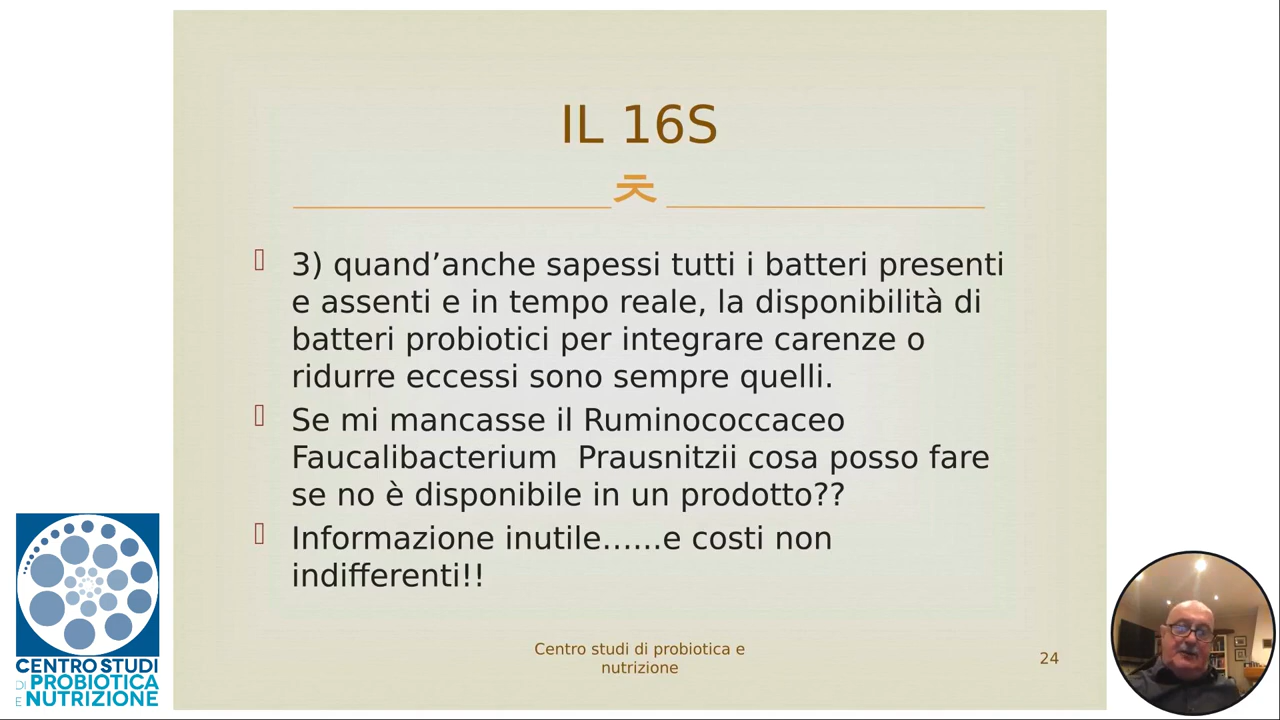 IL 16S
3) quand’anche sapessi tutti i batteri presenti
e assenti e in tempo reale, la disponibilità di
batteri probiotici per integrare carenze o
ridurre eccessi sono sempre quelli.
Se mi mancasse il Ruminococcaceo
Faucalibacterium  Prausnitzii cosa posso fare
se no è disponibile in un prodotto??
Informazione inutile……e costi non
indifferenti!!
Centro studi di probiotica e
nutrizione
24
CENTRO STUDI
DI PROBIOTICA
E NUTRIZIONE